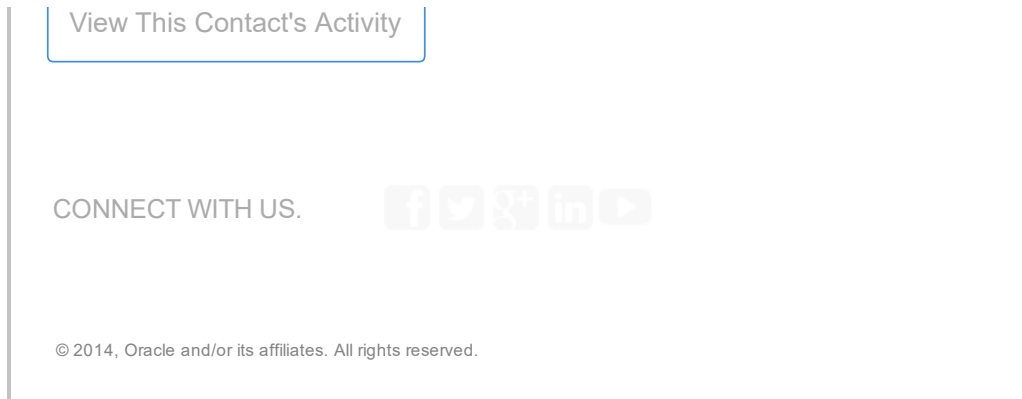 View This Contact's Activity
CONNECT WITH US.
© 2014, Oracle and/or its affiliates. All rights reserved.